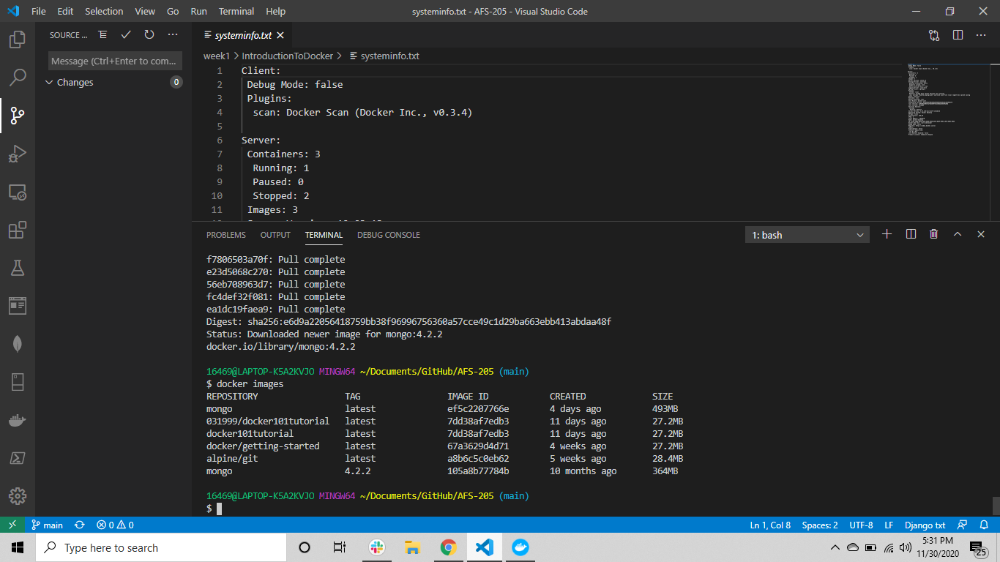 File Edit Selection View Go Run Terminal Help
systeminfo.txt - AFS-205 - Visual Studio Code
SOURCE ...
Message (Ctrl+Enter to com...
Changes 0
systeminfo.txt
week1 > IntroductionToDocker > systeminfo.txt
1 Client:
2 Debug Mode: false
3 Plugins:
4 scan: Docker Scan (Docker Inc., v0.3.4)
5
6 Server:
7 Containers: 3
8 Running: 1
9 Paused: 0
10 Stopped: 2
11 Images: 3
PROBLEMS OUTPUT TERMINAL DEBUG CONSOLE
1: bash
f7806503a70f: Pull complete
e23d5068c270: Pull complete
56eb708963d7: Pull complete
fc4def32f081: Pull complete
ea1dc19faea9: Pull complete
Digest: sha256:e6d9a22056418759bb38f96996756360a57cce49c1d29ba663ebb413abdaa48f
Status: Downloaded newer image for mongo:4.2.2
docker.io/library/mongo:4.2.2
16469@LAPTOP-K5A2KVJO MINGW64 ~/Documents/GitHub/AFS-205 (main)
$ docker images
REPOSITORY TAG IMAGE ID CREATED SIZE
mongo latest ef5c2207766e 4 days ago 493MB
031999/docker101tutorial latest 7dd38af7edb3 11 days ago 27.2MB
docker101tutorial latest 7dd38af7edb3 11 days ago 27.2MB
docker/getting-started latest 67a3629d4d71 4 weeks ago 27.2MB
alpine/git latest a8b6c5c0eb62 5 weeks ago 28.4MB
mongo 4.2.2 105a8b77784b 10 months ago 364MB
16469@LAPTOP-K5A2KVJO MINGW64 ~/Documents/GitHub/AFS-205 (main)
$
main 0 0
Ln 1, Col 8 Spaces: 2 UTF-8 LF Django txt
Type here to search
5:31 PM
11/30/2020
25